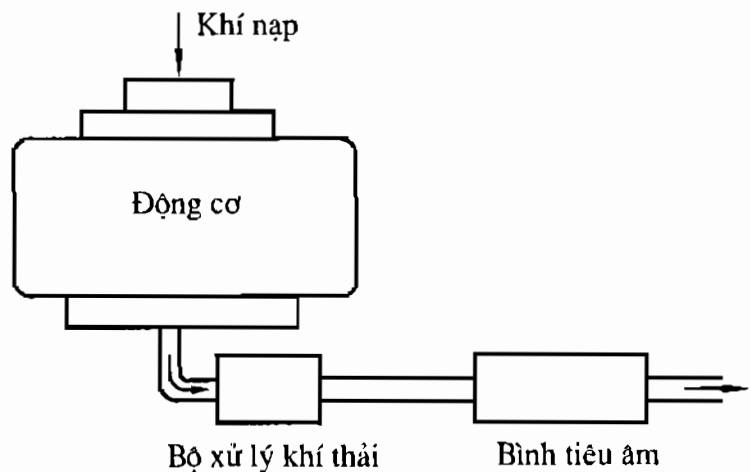 Khí nạp
Động cơ
Bộ xử lý khí thải
Bình tiêu âm